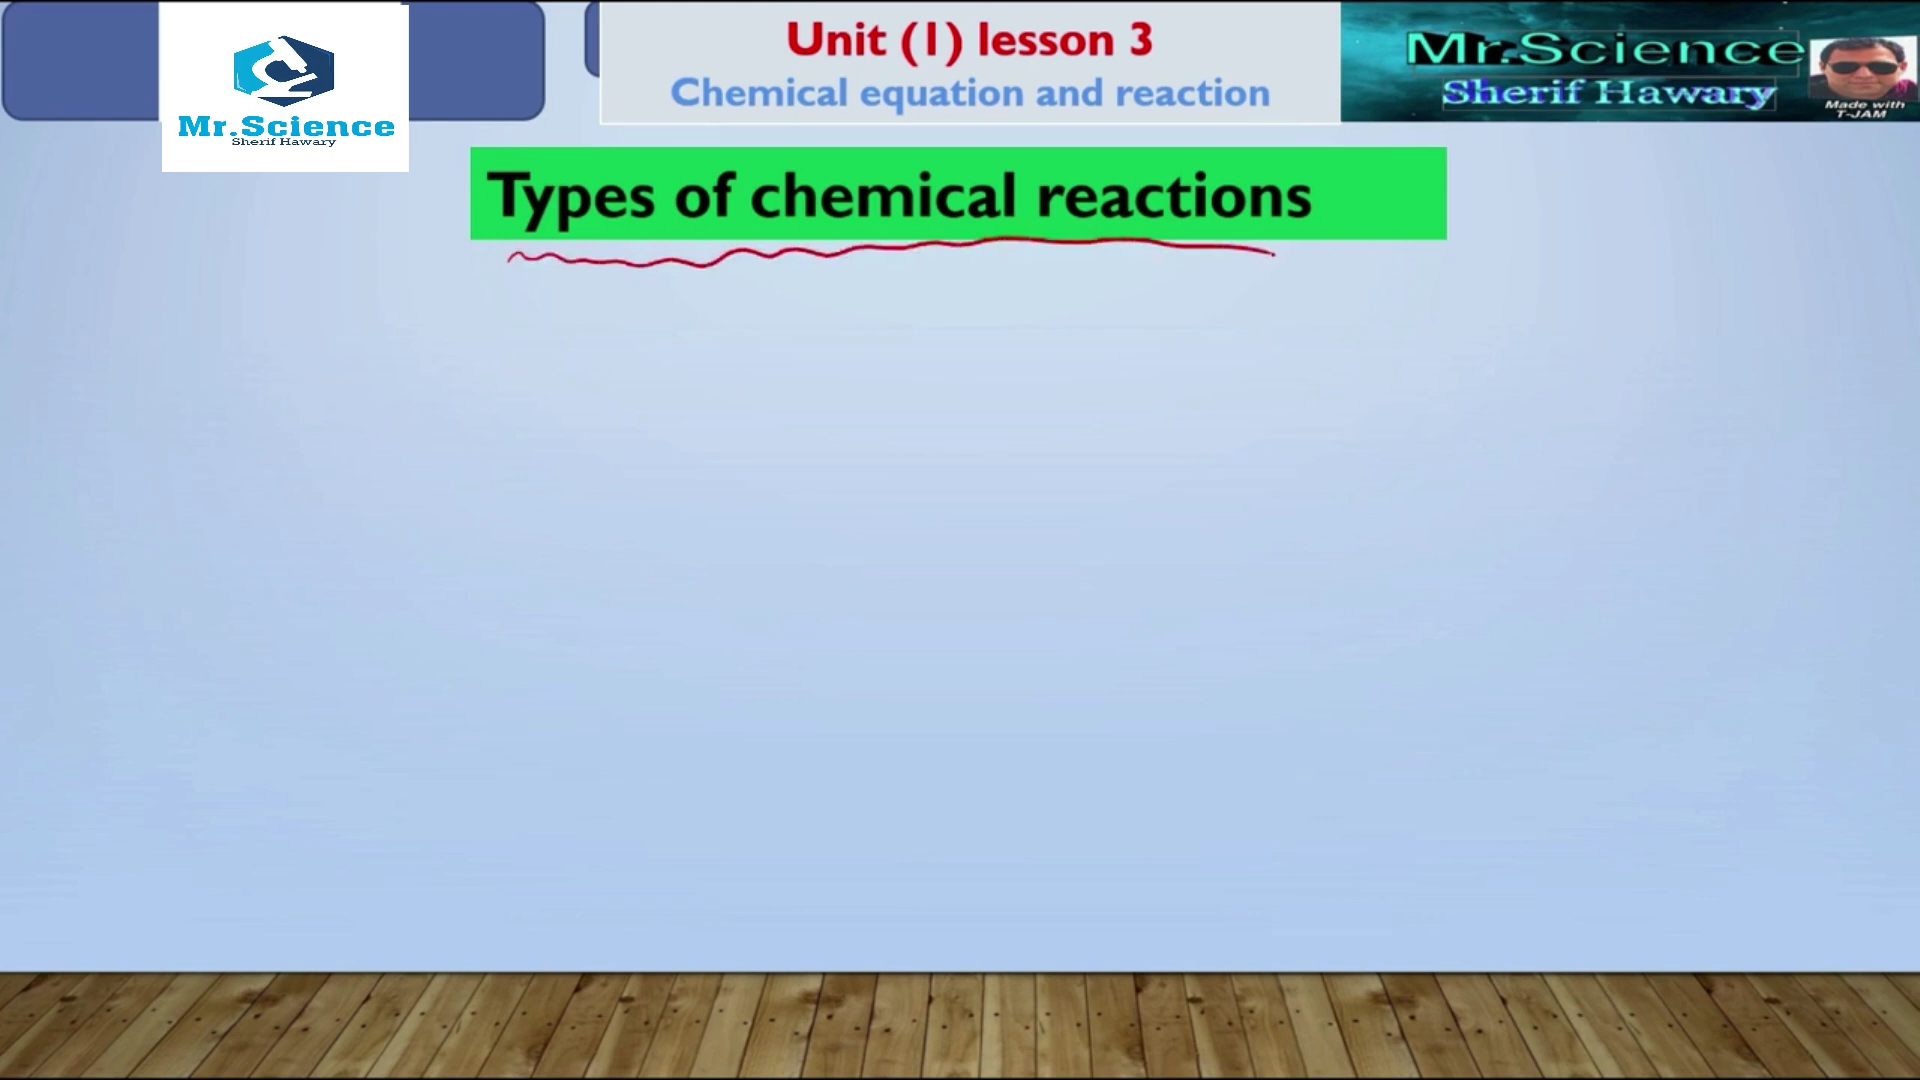 Mr.Science
Sherif Hawary
Unit (1) lesson 3
Chemical equation and reaction
Mr.Science
Sherif Hawary
Made with
T-JAM
Types of chemical reactions